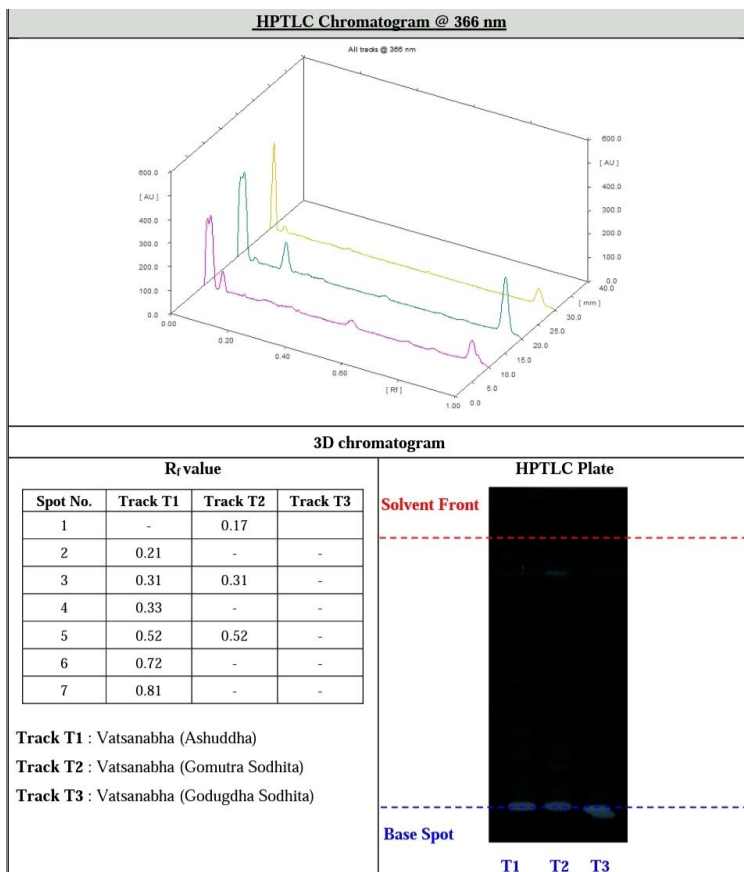 HPTLC Chromatogram @ 366 nm
All tracks @ 366 nm
600.0
[ AU ]
500.0
400.0
300.0
200.0
100.0
0.0
600.0
[ AU ]
400.0
300.0
200.0
100.0
0.0
40.0
[ mm ]
30.0
25.0
20.0
15.0
10.0
5.0
0.0
0.00
0.20
0.40
0.60
[ Rf ]
1.00
3D chromatogram
Rf value
Spot No. Track T1 Track T2 Track T3
1 - 0.17
2 0.21 - -
3 0.31 0.31 -
4 0.33 - -
5 0.52 0.52 -
6 0.72 - -
7 0.81 - -
Track T1 : Vatsanabha (Ashuddha)
Track T2 : Vatsanabha (Gomutra Sodhita)
Track T3 : Vatsanabha (Godugdha Sodhita)
HPTLC Plate
Solvent Front
Base Spot
T1 T2 T3